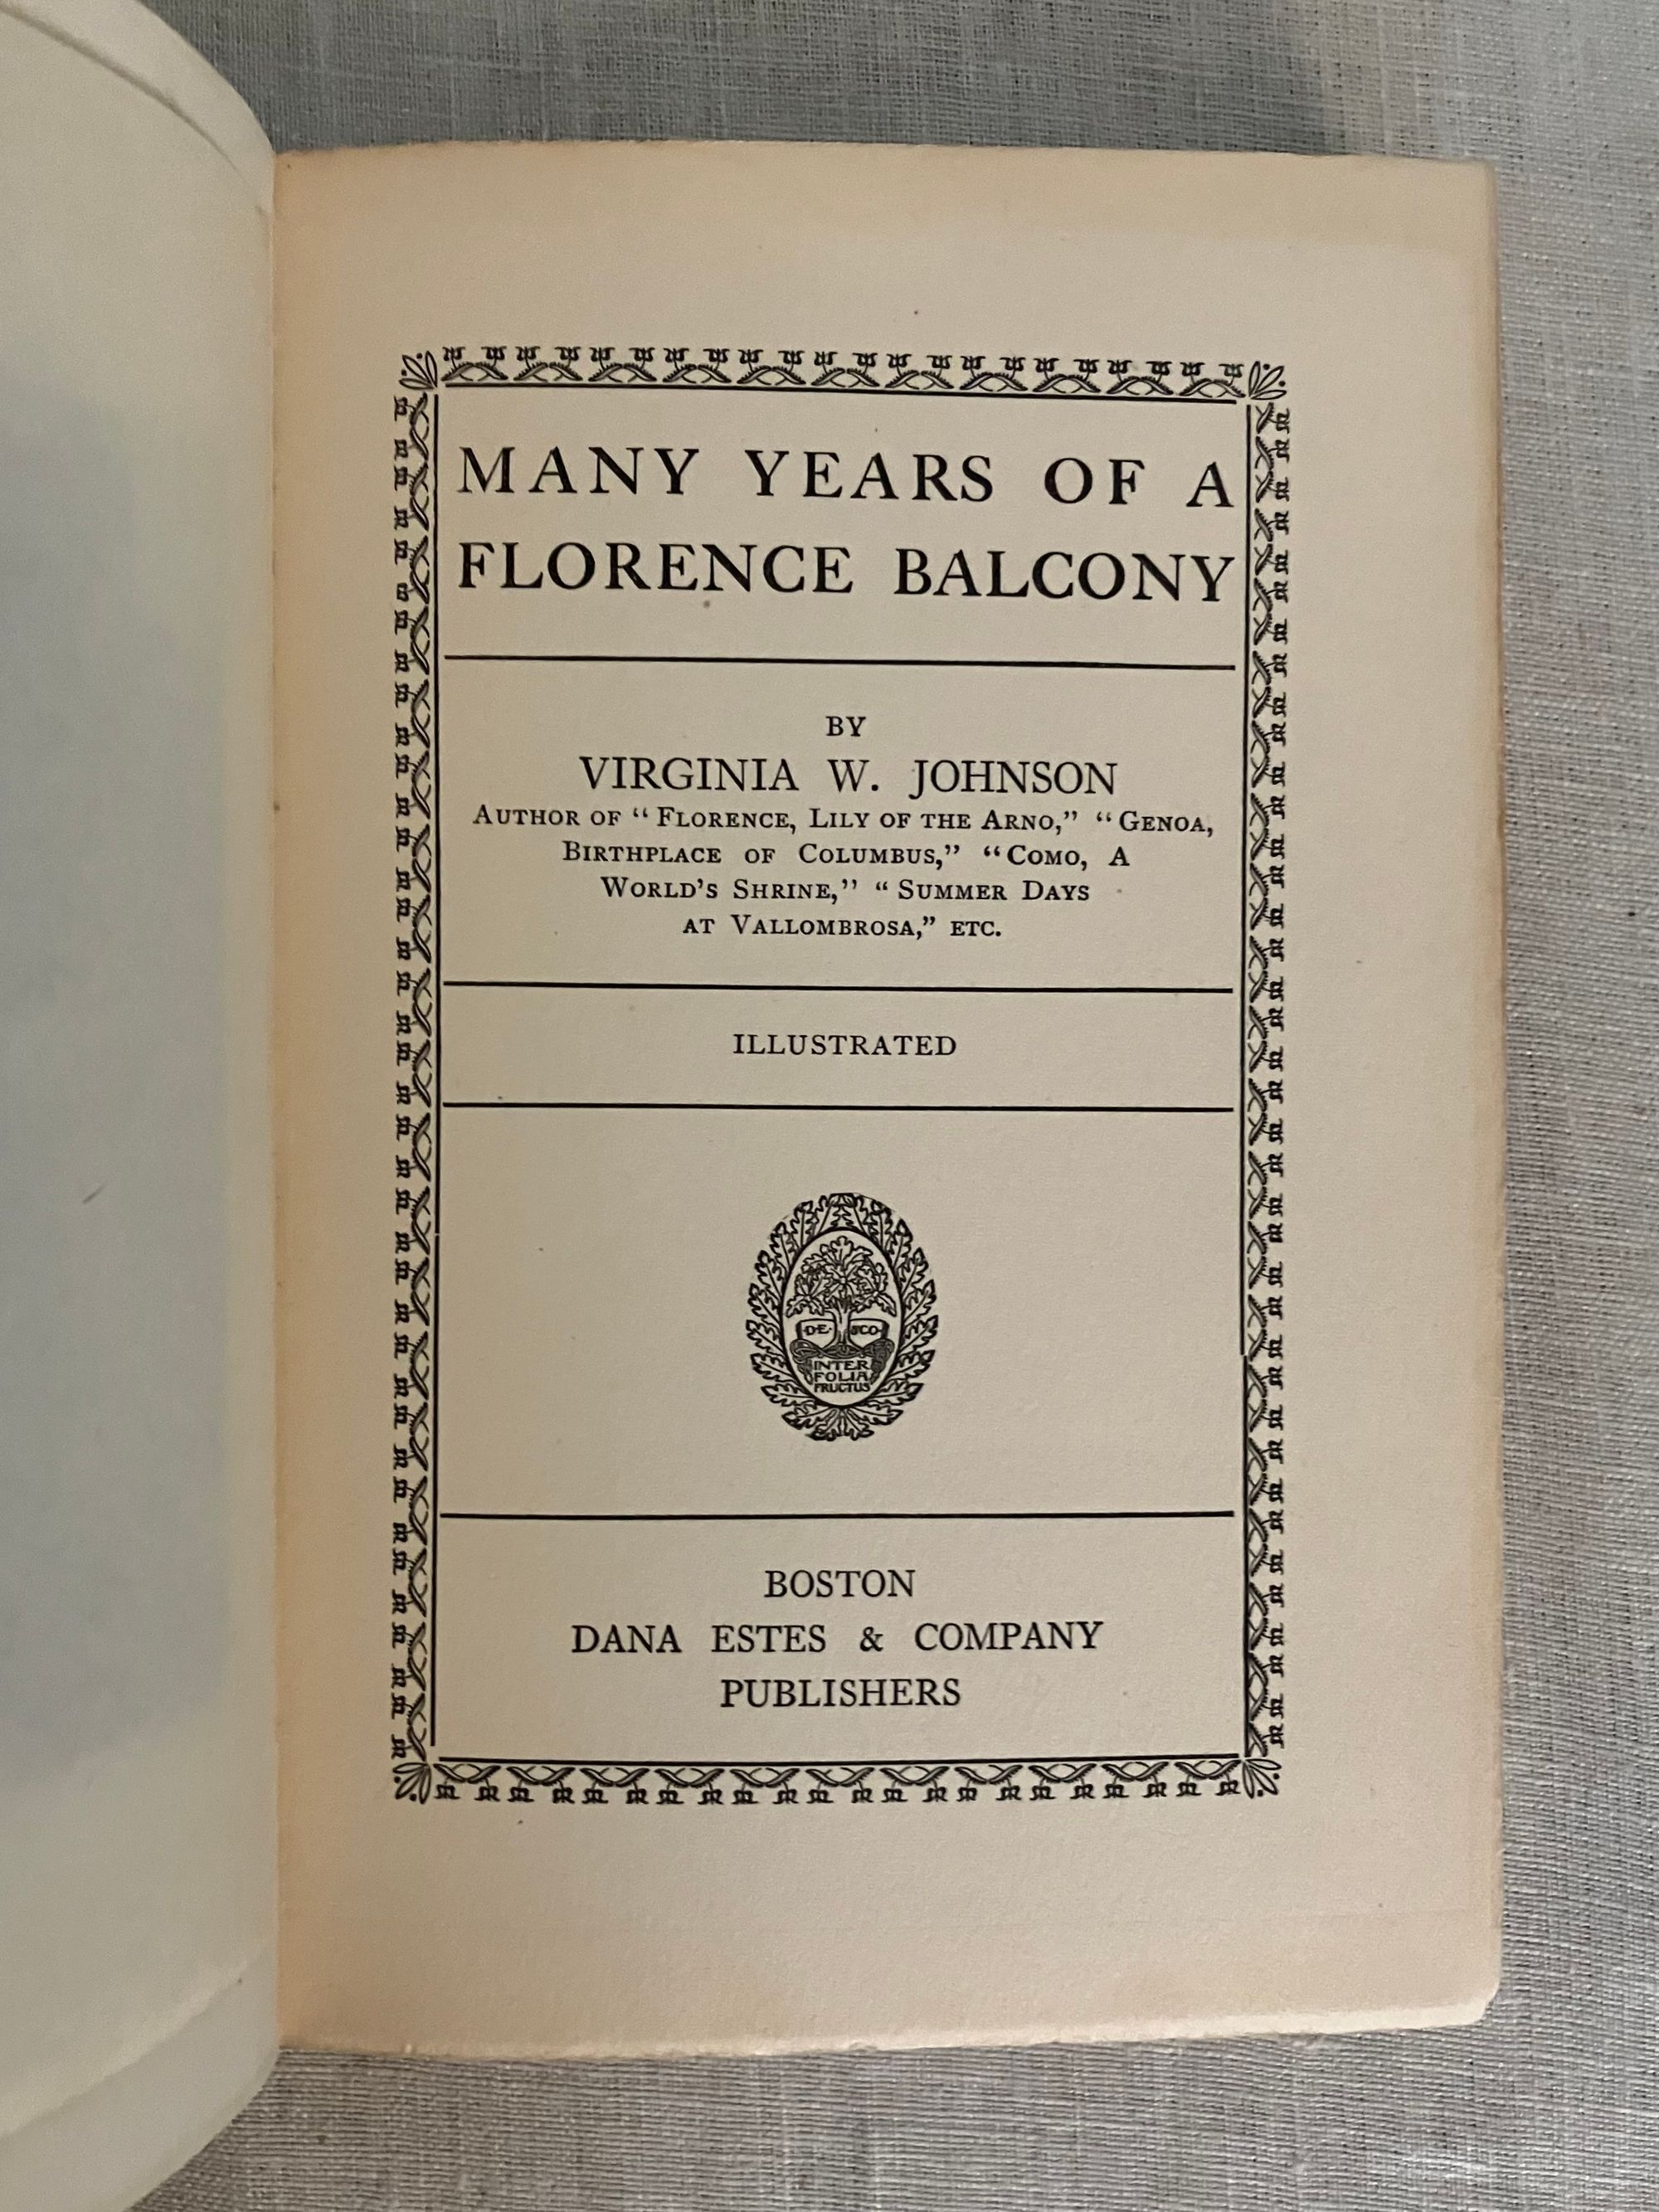 MANY YEARS OF A
FLORENCE BALCONY
BY
VIRGINIA W. JOHNSON
AUTHOR OF "FLORENCE, LILY OF THE ARNO," "GENOA,
BIRTHPLACE OF COLUMBUS," "COMO, A
WORLD'S SHRINE," "SUMMER DAYS
AT VALLOMBROSA," ETC.
ILLUSTRATED
DE· &CO·
INTER
FOLIA
FRUCTUS
BOSTON
DANA ESTES & COMPANY
PUBLISHERS